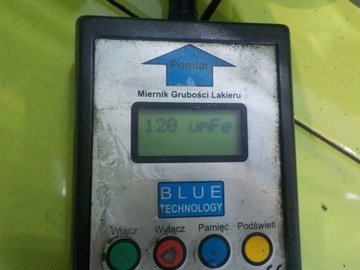 Pomiar
Miernik Grubości Lakieru
120 umFe
BLUE
TECHNOLOGY
Włącz Wyłącz Pamięć Podświetl